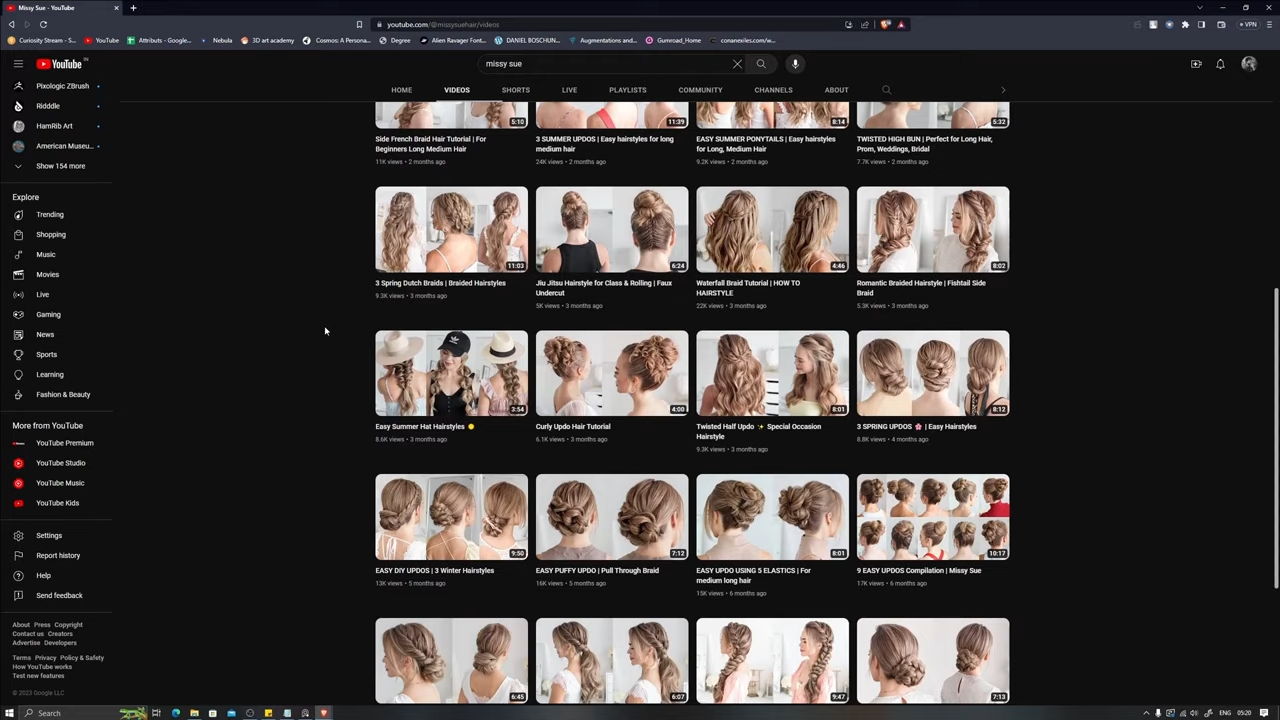 Missy Sue - YouTube
youtube.com/@missysuehair/videos
VPN
Curiosity Stream - S...
YouTube
Attributs - Google...
Nebula
3D art academy
Cosmos: A Persona...
Degree
Alien Ravager Font...
DANIEL BOSCHUN...
Augmentations and...
Gumroad_Home
conanexiles.com/w...
YouTube
IN
missy sue
HOME
VIDEOS
SHORTS
LIVE
PLAYLISTS
COMMUNITY
CHANNELS
ABOUT
Pixologic ZBrush
Ridddle
HamRib Art
American Museu...
Show 154 more
Explore
Trending
Shopping
Music
Movies
Live
Gaming
News
Sports
Learning
Fashion & Beauty
More from YouTube
YouTube Premium
YouTube Studio
YouTube Music
YouTube Kids
Settings
Report history
Help
Send feedback
About Press Copyright
Contact us Creators
Advertise Developers
Terms Privacy Policy & Safety
How YouTube works
Test new features
© 2023 Google LLC
5:10
11:39
8:14
5:32
Side French Braid Hair Tutorial | For
Beginners Long Medium Hair
11K views • 2 months ago
3 SUMMER UPDOS | Easy hairstyles for long
medium hair
24K views • 2 months ago
EASY SUMMER PONYTAILS | Easy hairstyles
for Long, Medium Hair
9.2K views • 2 months ago
TWISTED HIGH BUN | Perfect for Long Hair,
Prom, Weddings, Bridal
7.7K views • 2 months ago
11:03
6:24
4:46
8:02
3 Spring Dutch Braids | Braided Hairstyles
9.3K views • 3 months ago
Jiu Jitsu Hairstyle for Class & Rolling | Faux
Undercut
5K views • 3 months ago
Waterfall Braid Tutorial | HOW TO
HAIRSTYLE
22K views • 3 months ago
Romantic Braided Hairstyle | Fishtail Side
Braid
5.3K views • 3 months ago
3:54
4:00
8:01
8:12
Easy Summer Hat Hairstyles 🌞
8.6K views • 3 months ago
Curly Updo Hair Tutorial
6.1K views • 3 months ago
Twisted Half Updo ✨ Special Occasion
Hairstyle
9.3K views • 3 months ago
3 SPRING UPDOS 🌸 | Easy Hairstyles
8.8K views • 4 months ago
9:50
7:12
8:01
10:17
EASY DIY UPDOS | 3 Winter Hairstyles
13K views • 5 months ago
EASY PUFFY UPDO | Pull Through Braid
16K views • 5 months ago
EASY UPDO USING 5 ELASTICS | For
medium long hair
15K views • 6 months ago
9 EASY UPDOS Compilation | Missy Sue
17K views • 6 months ago
6:45
6:07
7:13
Search
ENG
05:20